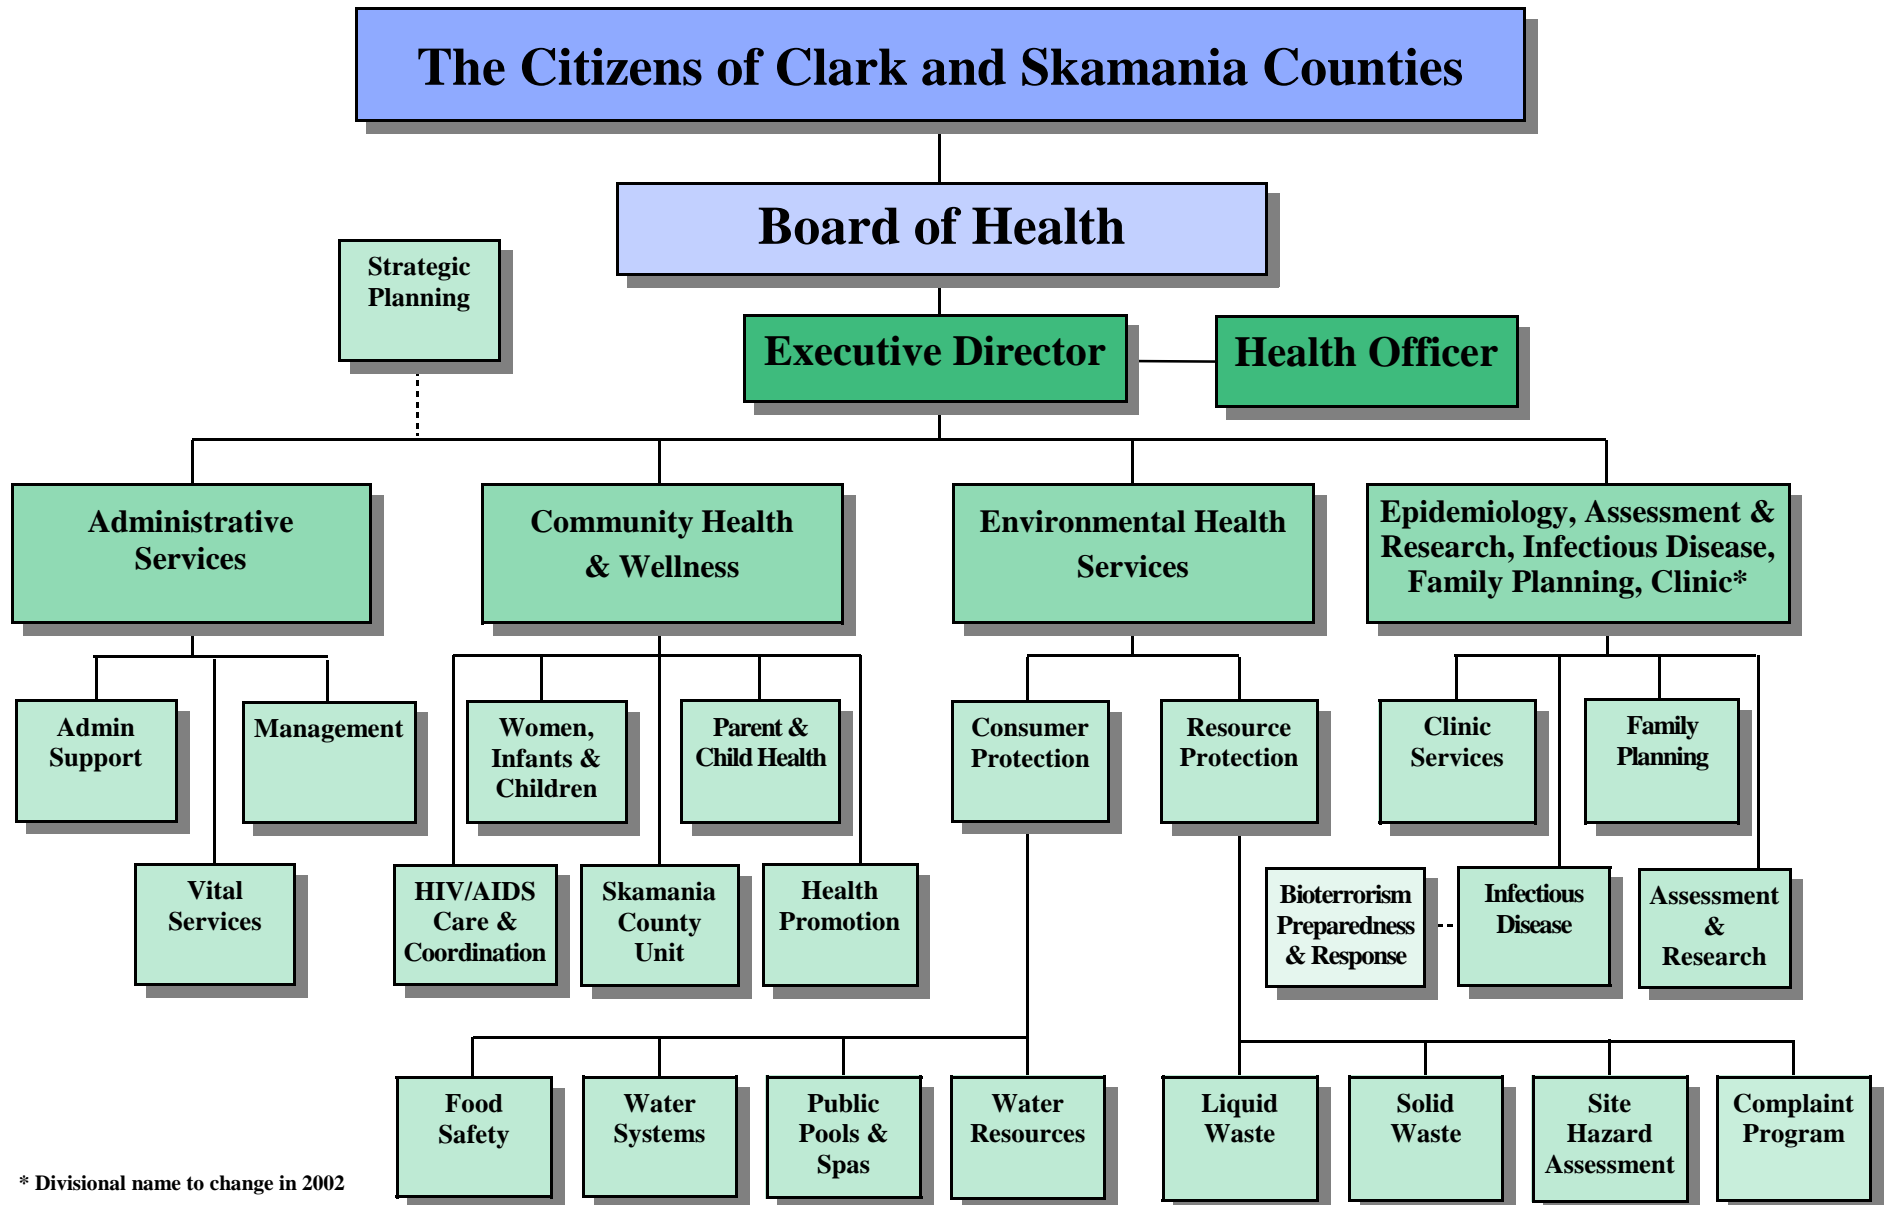 The Citizens of Clark and Skamania Counties
Board of Health
Strategic
Planning
Executive Director
Health Officer
Administrative
Services
Community Health
& Wellness
Environmental Health
Services
Epidemiology, Assessment &
Research, Infectious Disease,
Family Planning, Clinic*
Admin
Support
Management
Women,
Infants &
Children
Parent &
Child Health
Consumer
Protection
Resource
Protection
Clinic
Services
Family
Planning
Vital
Services
HIV/AIDS
Care &
Coordination
Skamania
County
Unit
Health
Promotion
Bioterrorism
Preparedness
& Response
Infectious
Disease
Assessment
&
Research
Food
Safety
Water
Systems
Public
Pools &
Spas
Water
Resources
Liquid
Waste
Solid
Waste
Site
Hazard
Assessment
Complaint
Program
* Divisional name to change in 2002